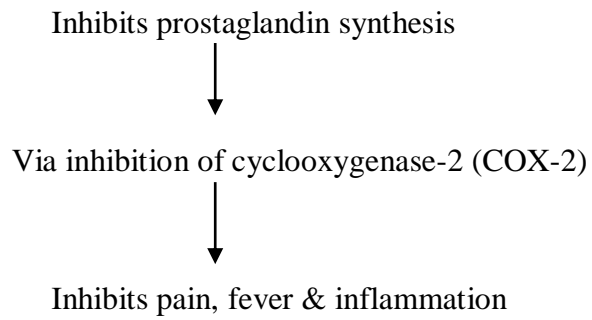 Inhibits prostaglandin synthesis
Via inhibition of cyclooxygenase-2 (COX-2)
Inhibits pain, fever & inflammation